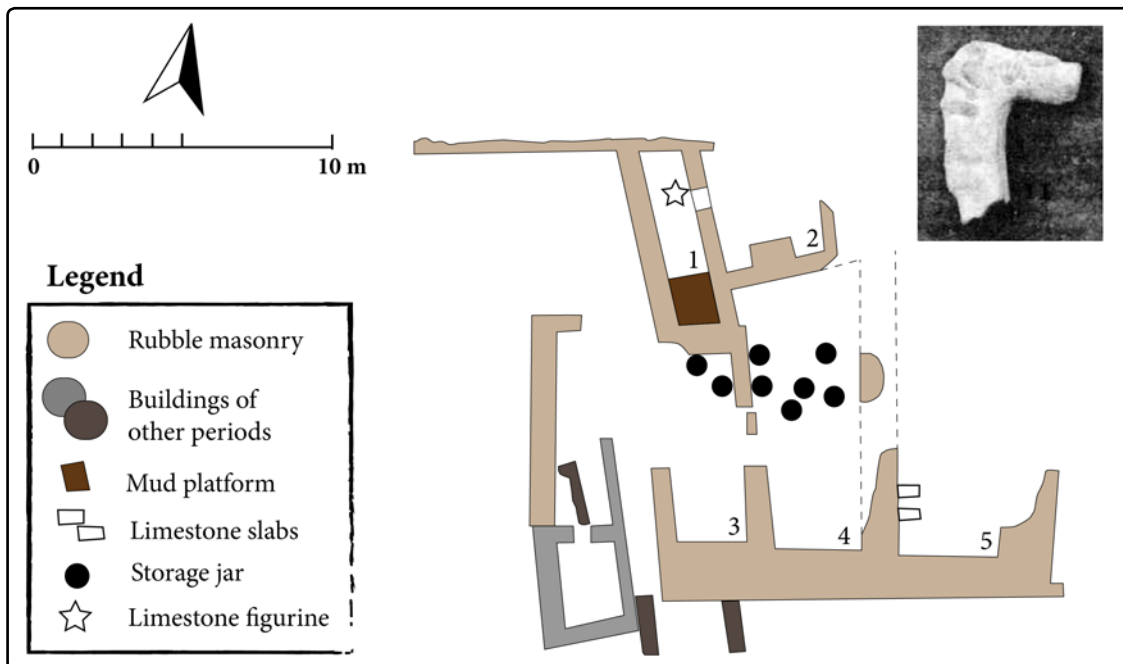 0
10 m
Legend
Rubble masonry
Buildings of
other periods
Mud platform
Limestone slabs
Storage jar
Limestone figurine
1
2
3
4
5